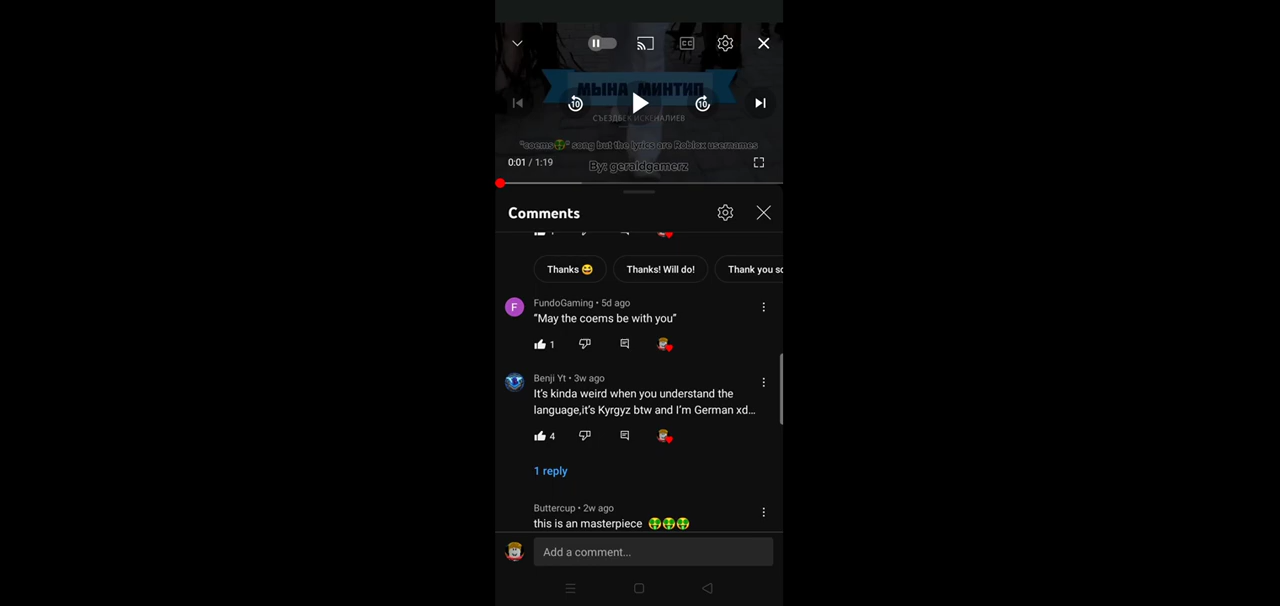 МЫНА МИНТИП
СЪЕЗДБЕК ИСКЕНАЛИЕВ
"coems" song but the lyrics are Roblox usernames
0:01 / 1:19
By: geraldgamerz
Comments
Thanks 😆
Thanks! Will do!
Thank you so
FundoGaming • 5d ago
“May the coems be with you”
1
Benji Yt • 3w ago
It’s kinda weird when you understand the
language,it’s Kyrgyz btw and I’m German xd...
4
1 reply
Buttercup • 2w ago
this is an masterpiece
Add a comment...